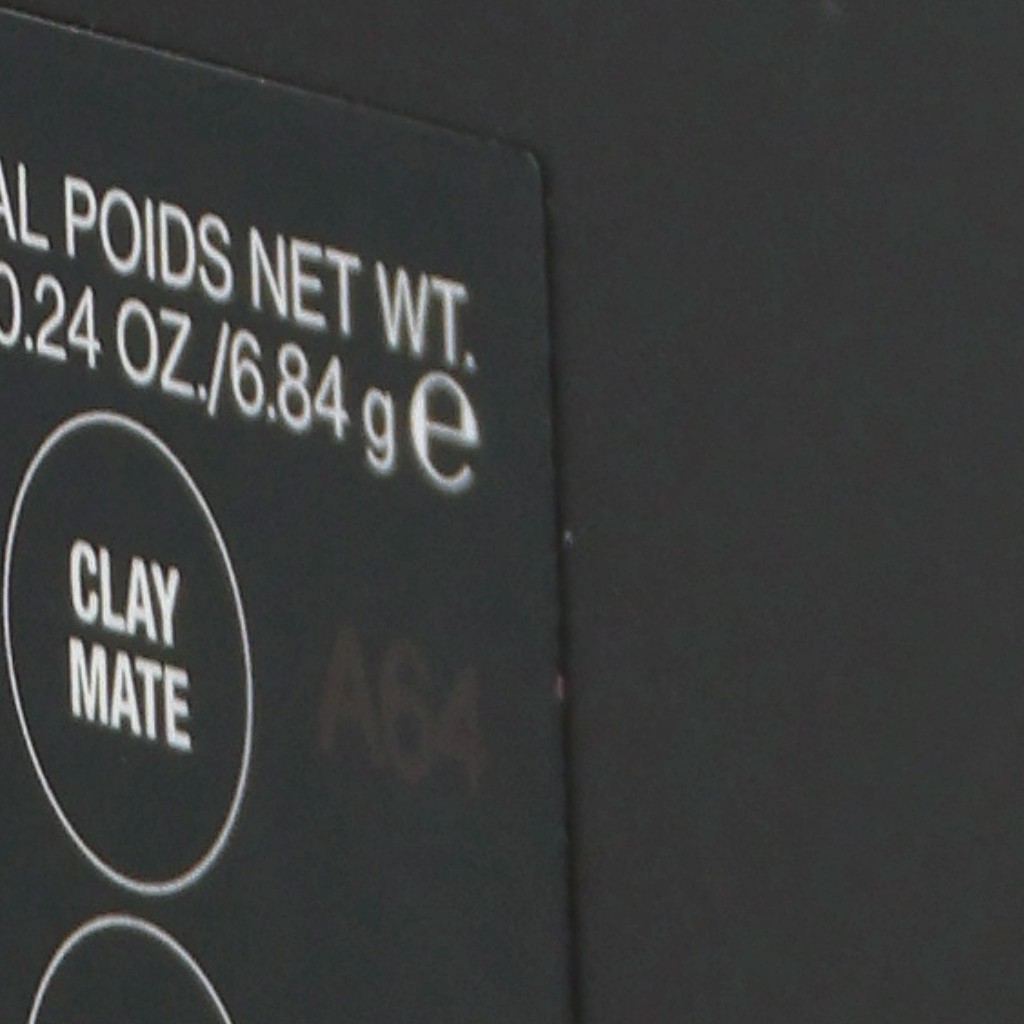 AL POIDS NET WT.
0.24 OZ./6.84 g e
CLAY
MATE
A64